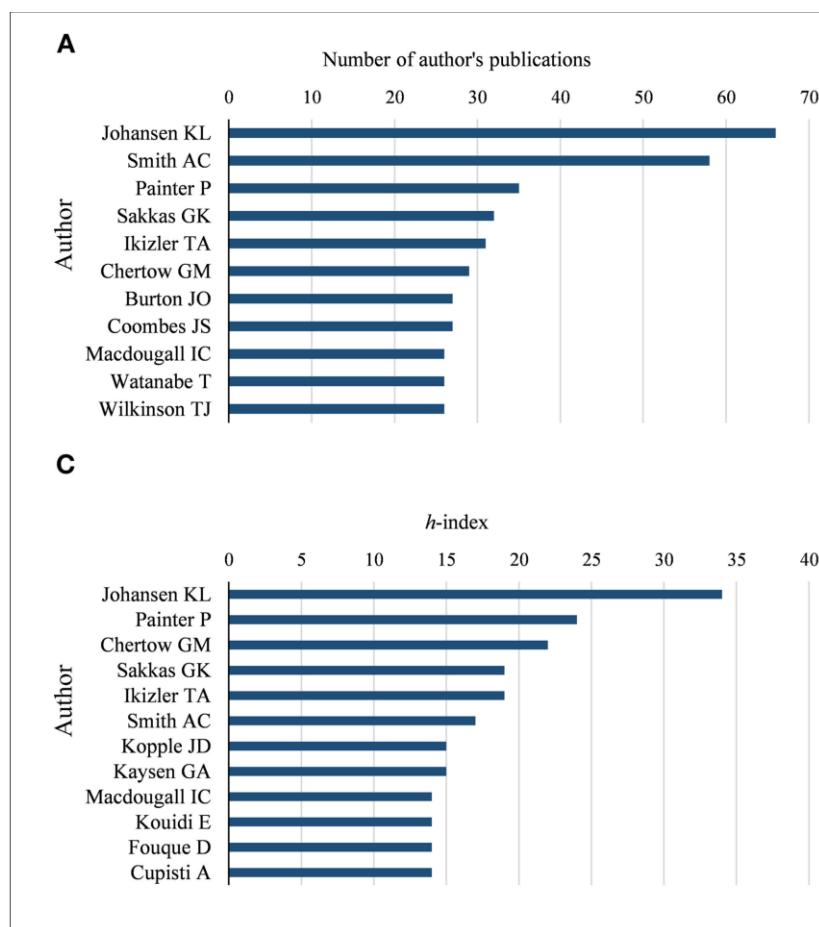 A
Number of author's publications
0 10 20 30 40 50 60 70
Author
Johansen KL
Smith AC
Painter P
Sakkas GK
Ikizler TA
Chertow GM
Burton JO
Coombes JS
Macdougall IC
Watanabe T
Wilkinson TJ
C
h-index
0 5 10 15 20 25 30 35 40
Author
Johansen KL
Painter P
Chertow GM
Sakkas GK
Ikizler TA
Smith AC
Kopple JD
Kaysen GA
Macdougall IC
Kouidi E
Fouque D
Cupisti A